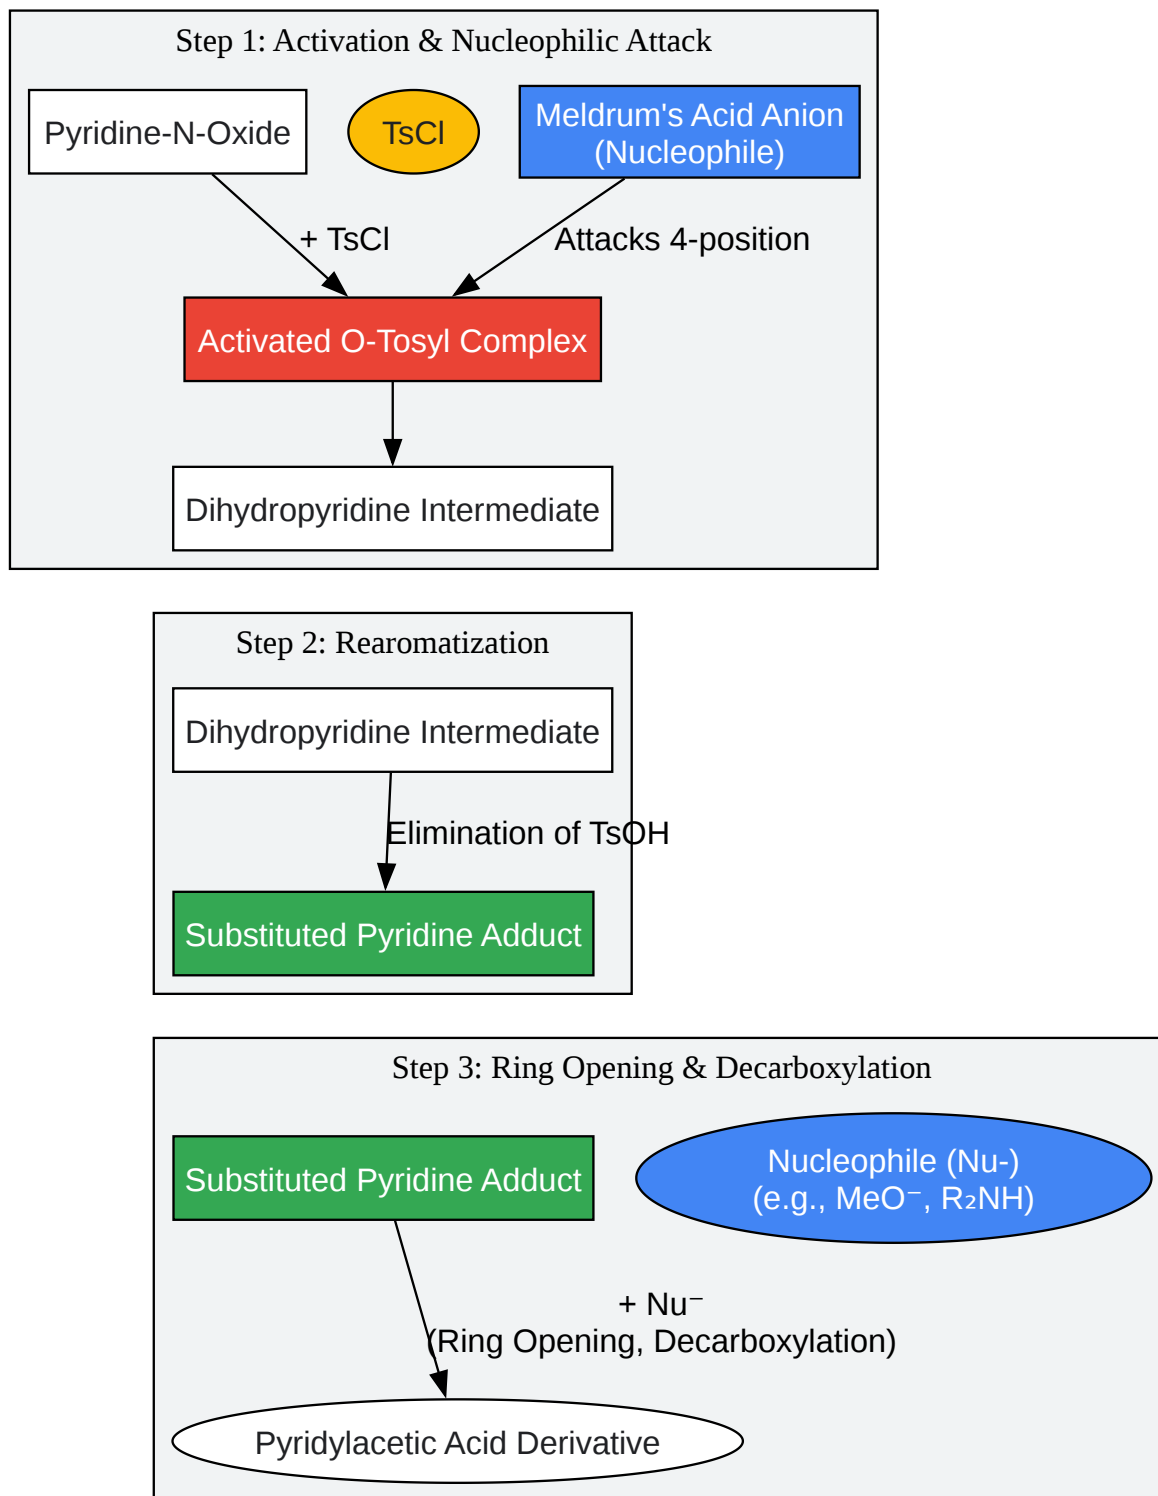 Step 1: Activation & Nucleophilic Attack
Pyridine-N-Oxide
TsCl
Meldrum's Acid Anion
(Nucleophile)
+ TsCl
Attacks 4-position
Activated O-Tosyl Complex
Dihydropyridine Intermediate
Step 2: Rearomatization
Dihydropyridine Intermediate
Elimination of TsOH
Substituted Pyridine Adduct
Step 3: Ring Opening & Decarboxylation
Substituted Pyridine Adduct
Nucleophile (Nu-)
(e.g., MeO⁻, R₂NH)
+ Nu⁻
(Ring Opening, Decarboxylation)
Pyridylacetic Acid Derivative